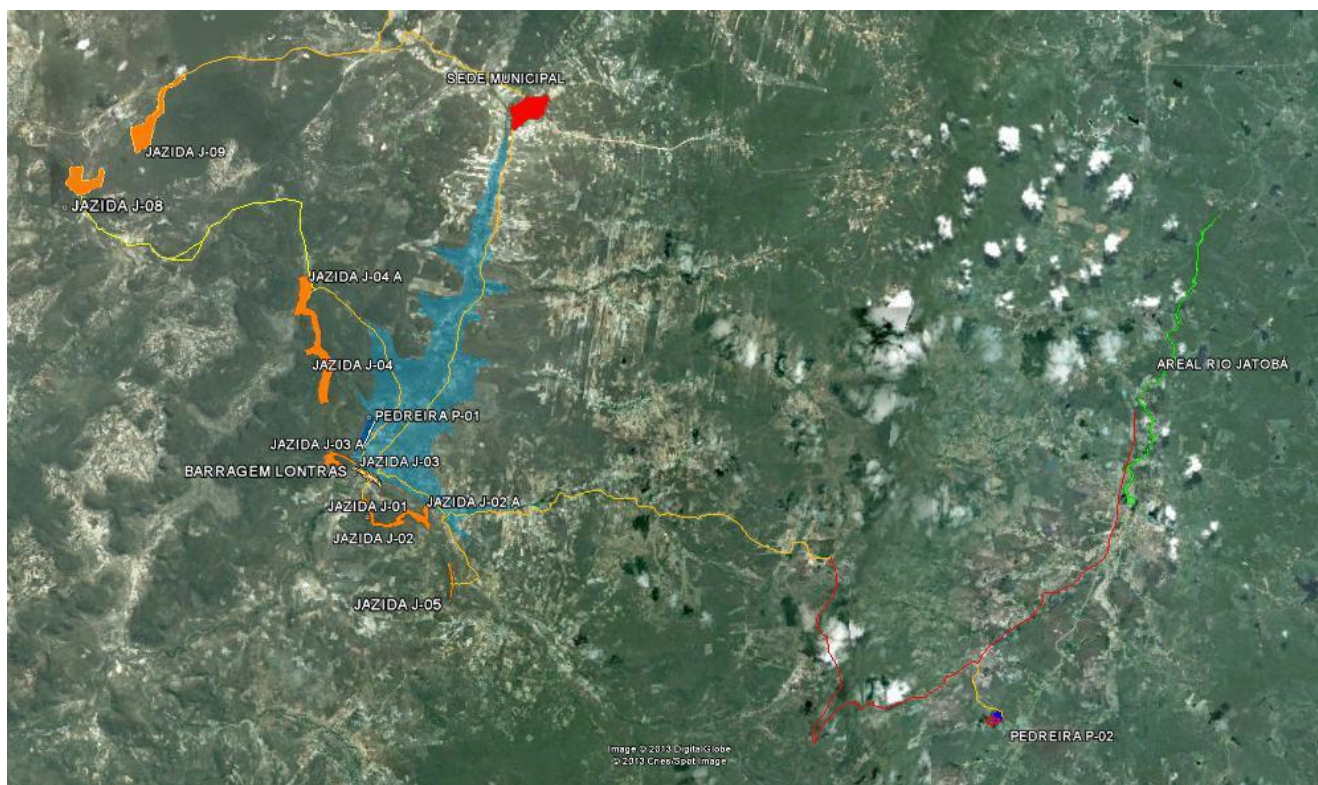 SEDE MUNICIPAL
JAZIDA J-09
JAZIDA J-08
JAZIDA J-04 A
JAZIDA J-04
AREAL RIO JATOBÁ
PEDREIRA P-01
JAZIDA J-03 A
JAZIDA J-03
BARRAGEM LONTRAS
JAZIDA J-02 A
JAZIDA J-01
JAZIDA J-02
JAZIDA J-05
PEDREIRA P-02
Image © 2013 DigitalGlobe
© 2013 Cnes/Spot Image